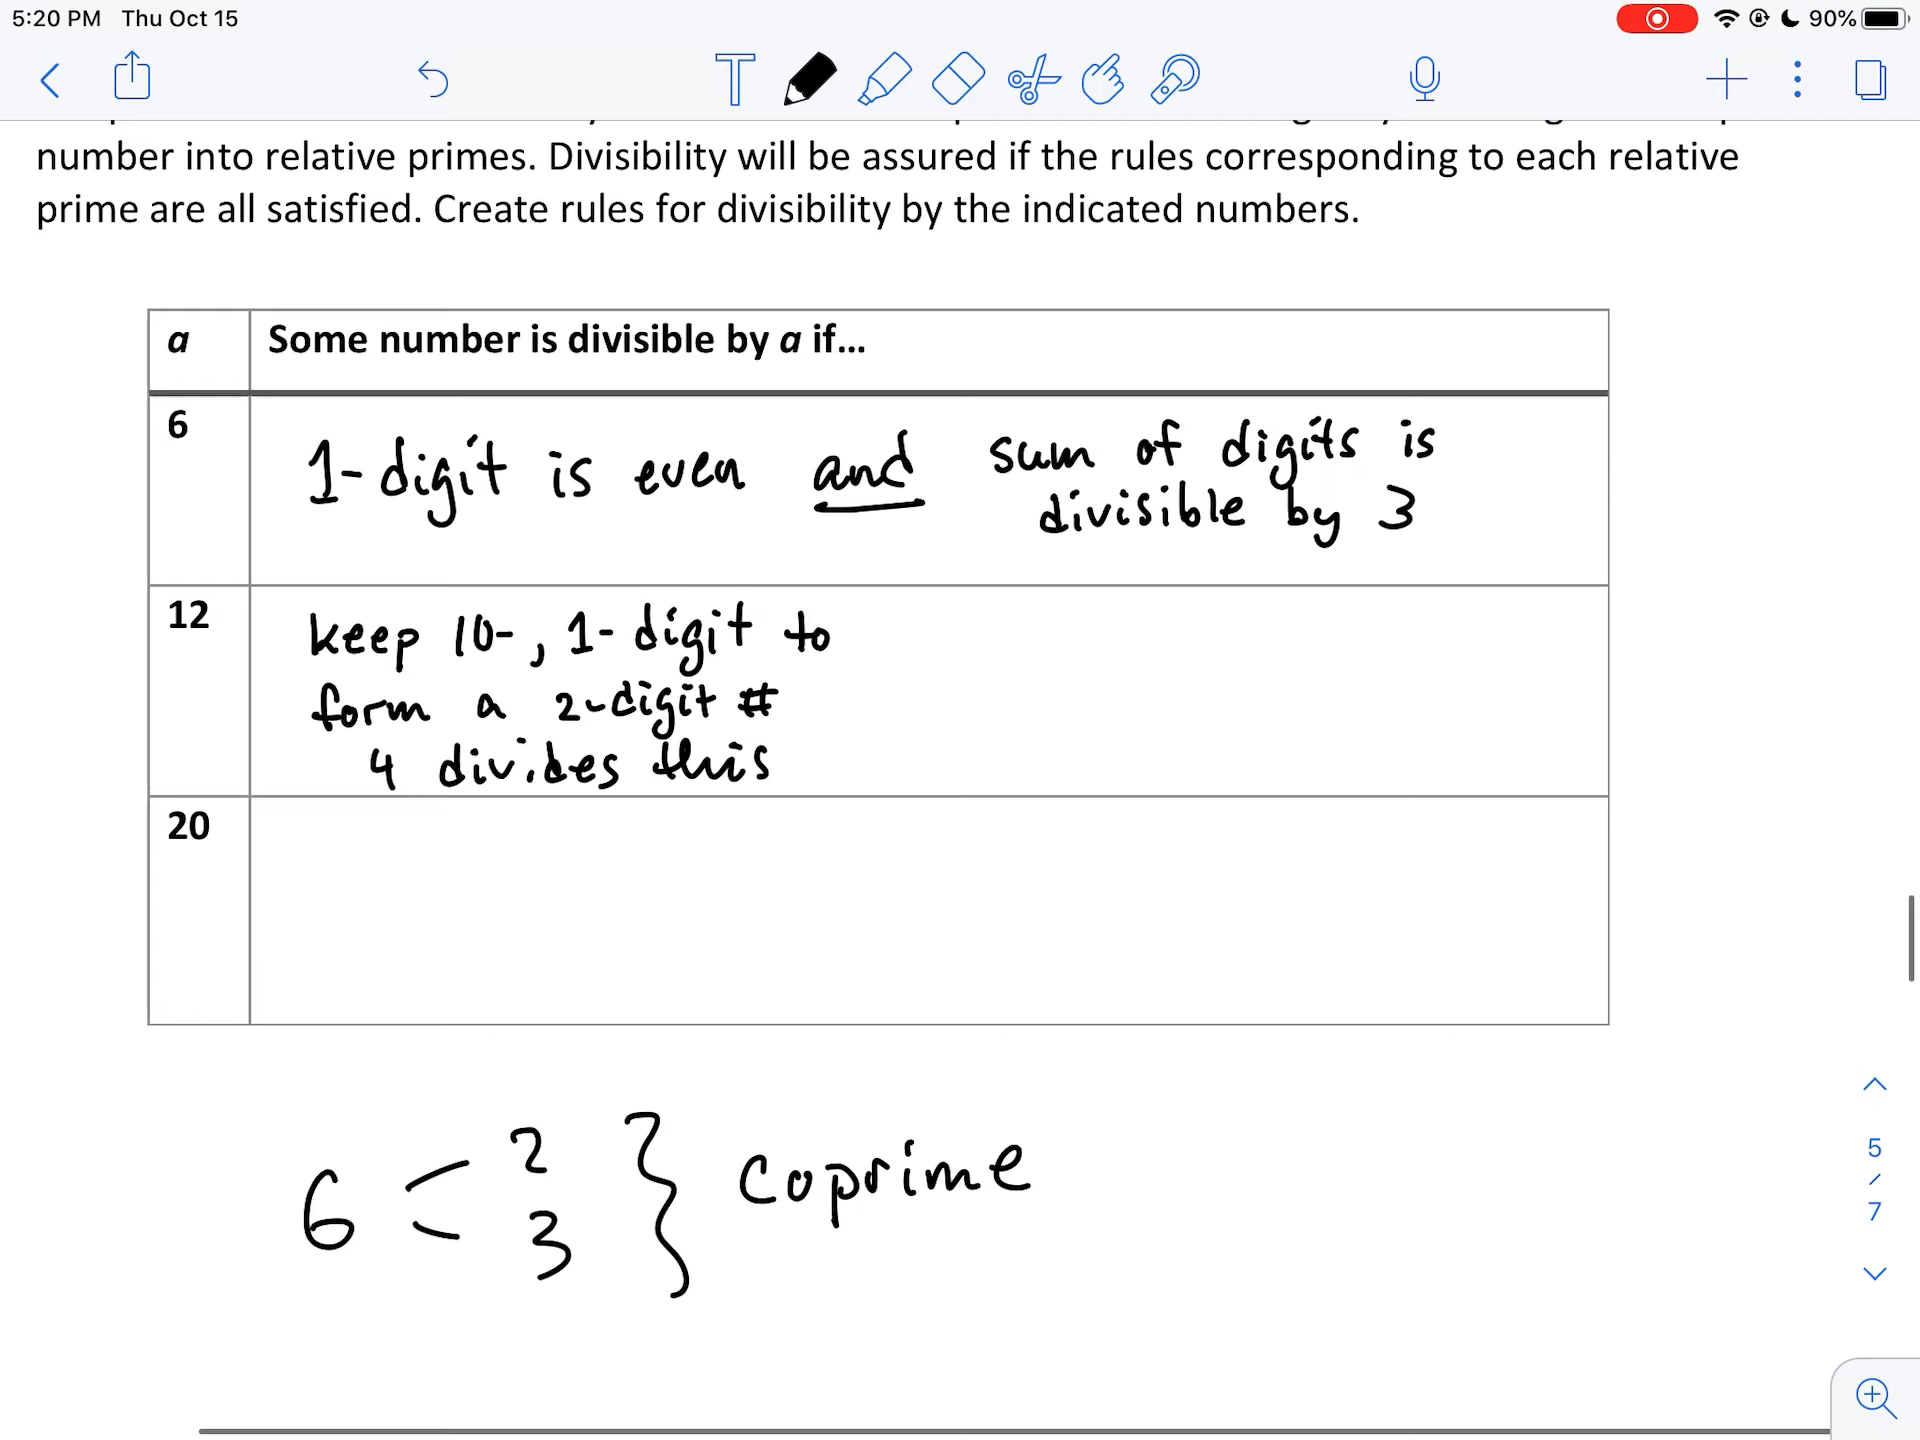 5:20 PM Thu Oct 15
90%
number into relative primes. Divisibility will be assured if the rules corresponding to each relative
prime are all satisfied. Create rules for divisibility by the indicated numbers.
a Some number is divisible by a if...
6
1-digit is even and sum of digits is
divisible by 3
12
keep 10-, 1-digit to
form a 2-digit #
4 divides this
20
6 2 3 } coprime
5
/
7